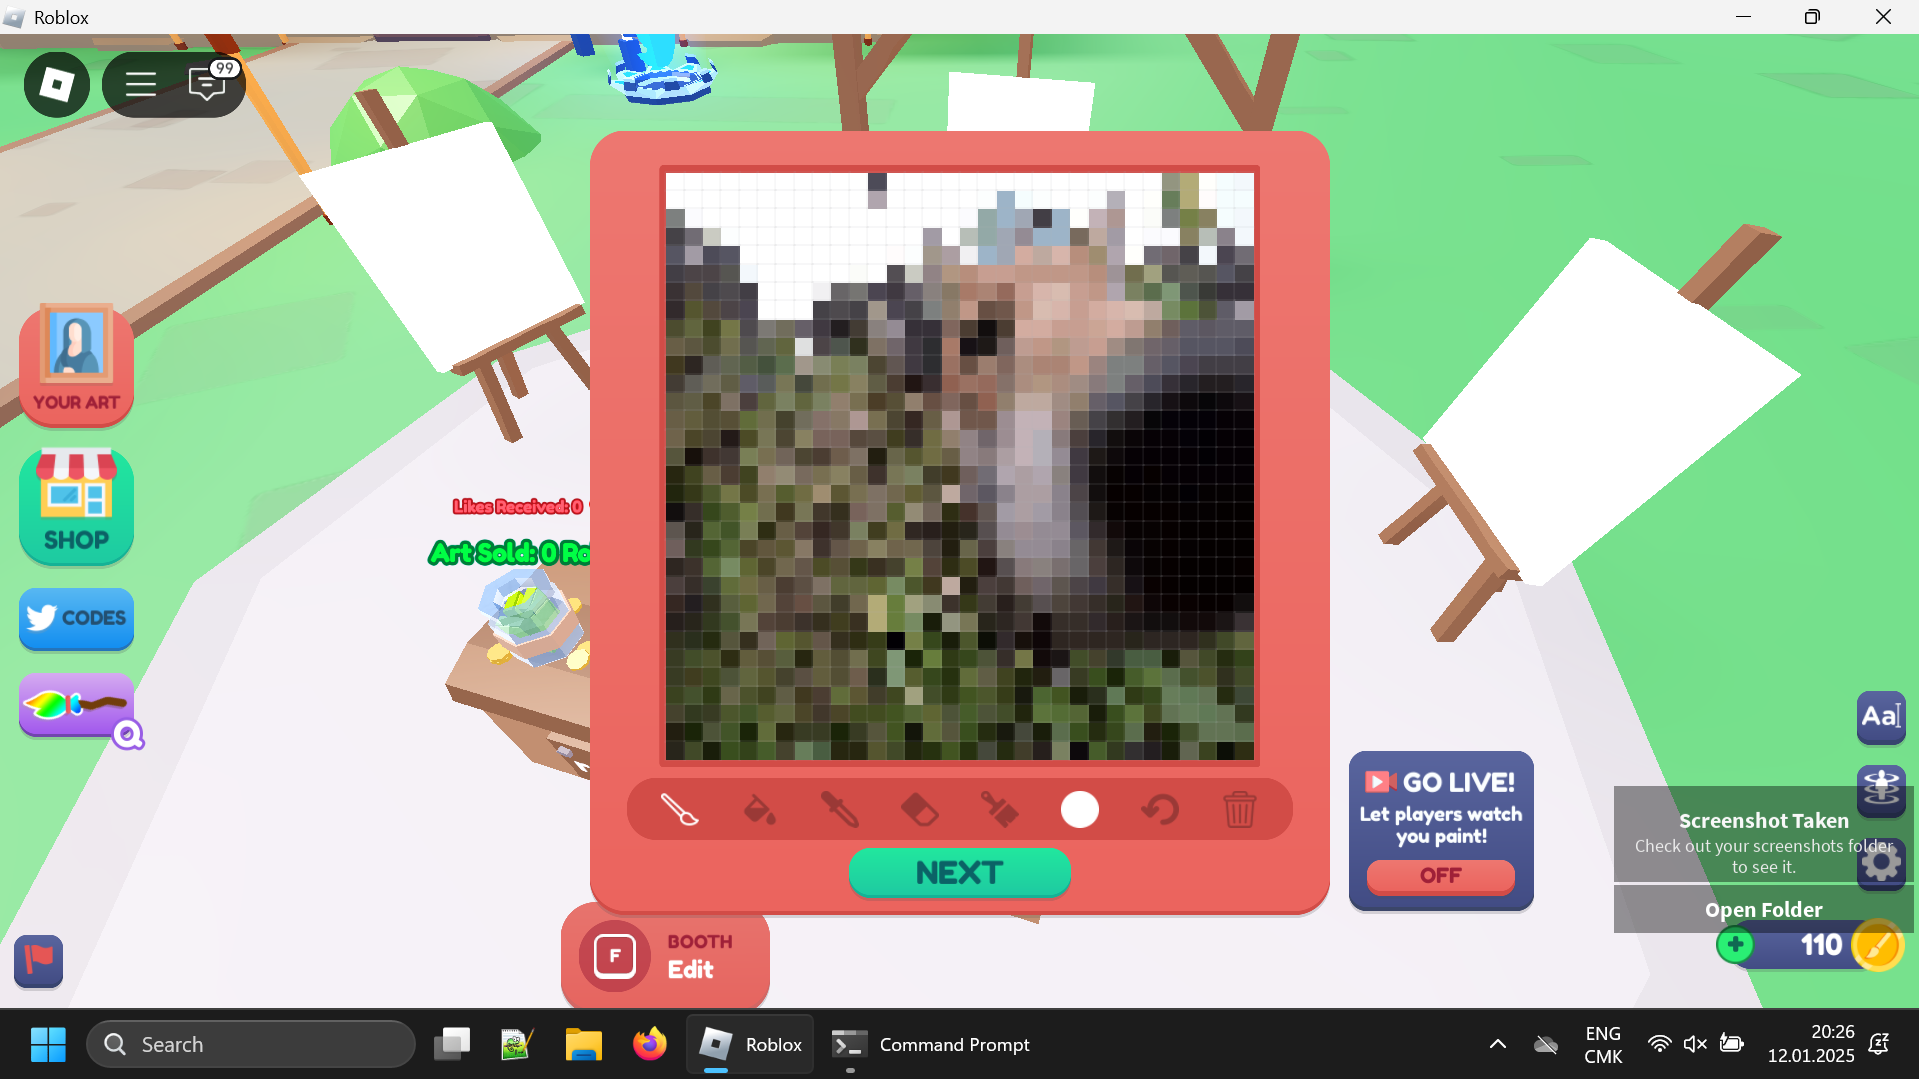 Roblox
99
YOUR ART
SHOP
CODES
Q
Likes Received: 0
Art Sold: 0 Ro
NEXT
GO LIVE!
Let players watch
you paint!
OFF
Aa
Screenshot Taken
Check out your screenshots folder
to see it.
Open Folder
110
F
BOOTH
Edit
Search
Roblox
Command Prompt
ENG
CMK
20:26
12.01.2025